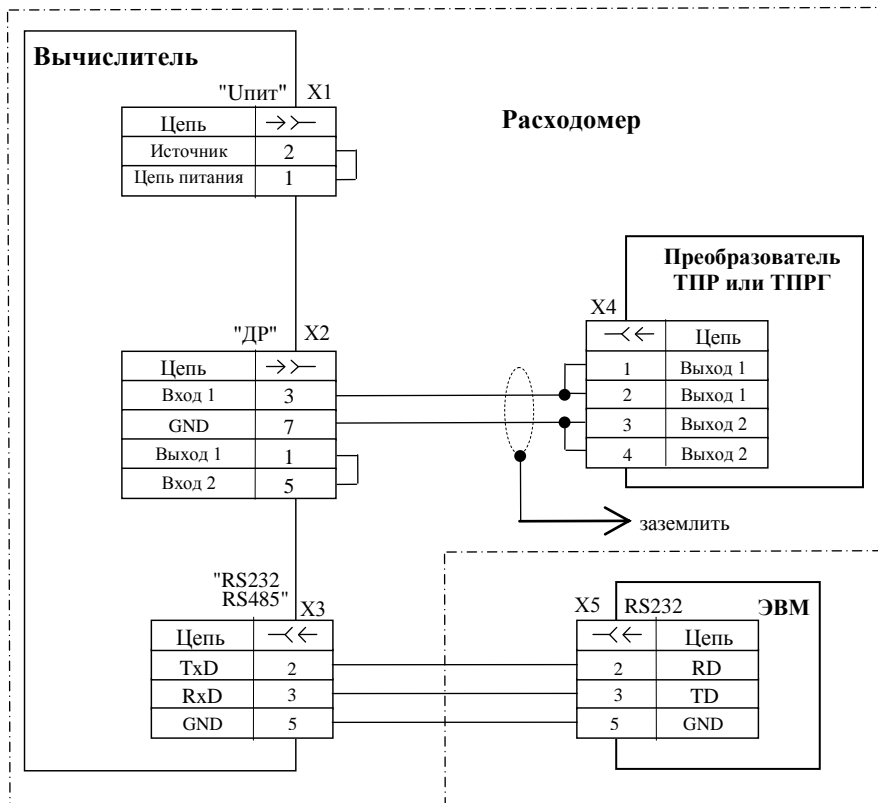 Вычислитель
"Uпит" X1
Цепь
Источник 2
Цепь питания 1
Расходомер
Преобразователь
ТПР или ТПРГ
X4
Цепь
1 Выход 1
2 Выход 1
3 Выход 2
4 Выход 2
"ДР" X2
Цепь
Вход 1 3
GND 7
Выход 1 1
Вход 2 5
заземлить
"RS232
RS485" X3
Цепь
TxD 2
RxD 3
GND 5
X5 RS232 ЭВМ
Цепь
2 RD
3 TD
5 GND